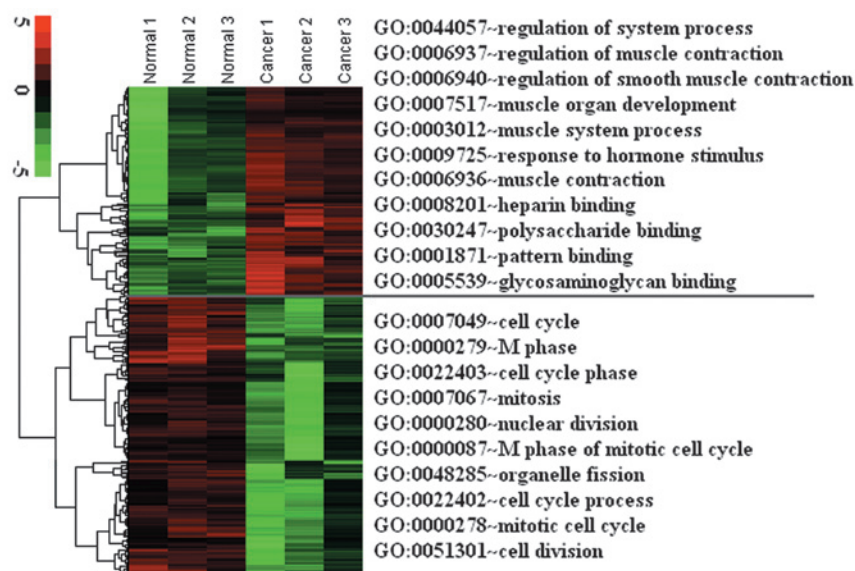 5
0
-5
Normal 1
Normal 2
Normal 3
Cancer 1
Cancer 2
Cancer 3
GO:0044057~regulation of system process
GO:0006937~regulation of muscle contraction
GO:0006940~regulation of smooth muscle contraction
GO:0007517~muscle organ development
GO:0003012~muscle system process
GO:0009725~response to hormone stimulus
GO:0006936~muscle contraction
GO:0008201~heparin binding
GO:0030247~polysaccharide binding
GO:0001871~pattern binding
GO:0005539~glycosaminoglycan binding
GO:0007049~cell cycle
GO:0000279~M phase
GO:0022403~cell cycle phase
GO:0007067~mitosis
GO:0000280~nuclear division
GO:0000087~M phase of mitotic cell cycle
GO:0048285~organelle fission
GO:0022402~cell cycle process
GO:0000278~mitotic cell cycle
GO:0051301~cell division